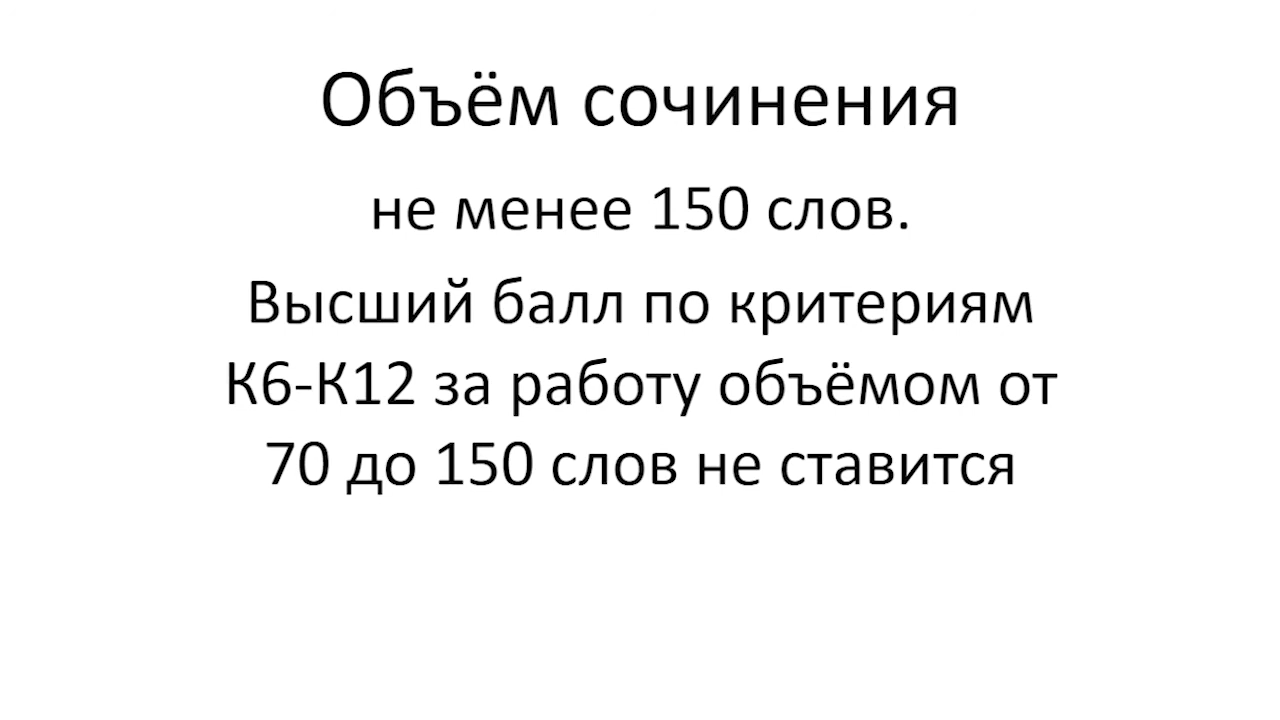 Объём сочинения
не менее 150 слов.
Высший балл по критериям
К6-К12 за работу объёмом от
70 до 150 слов не ставится